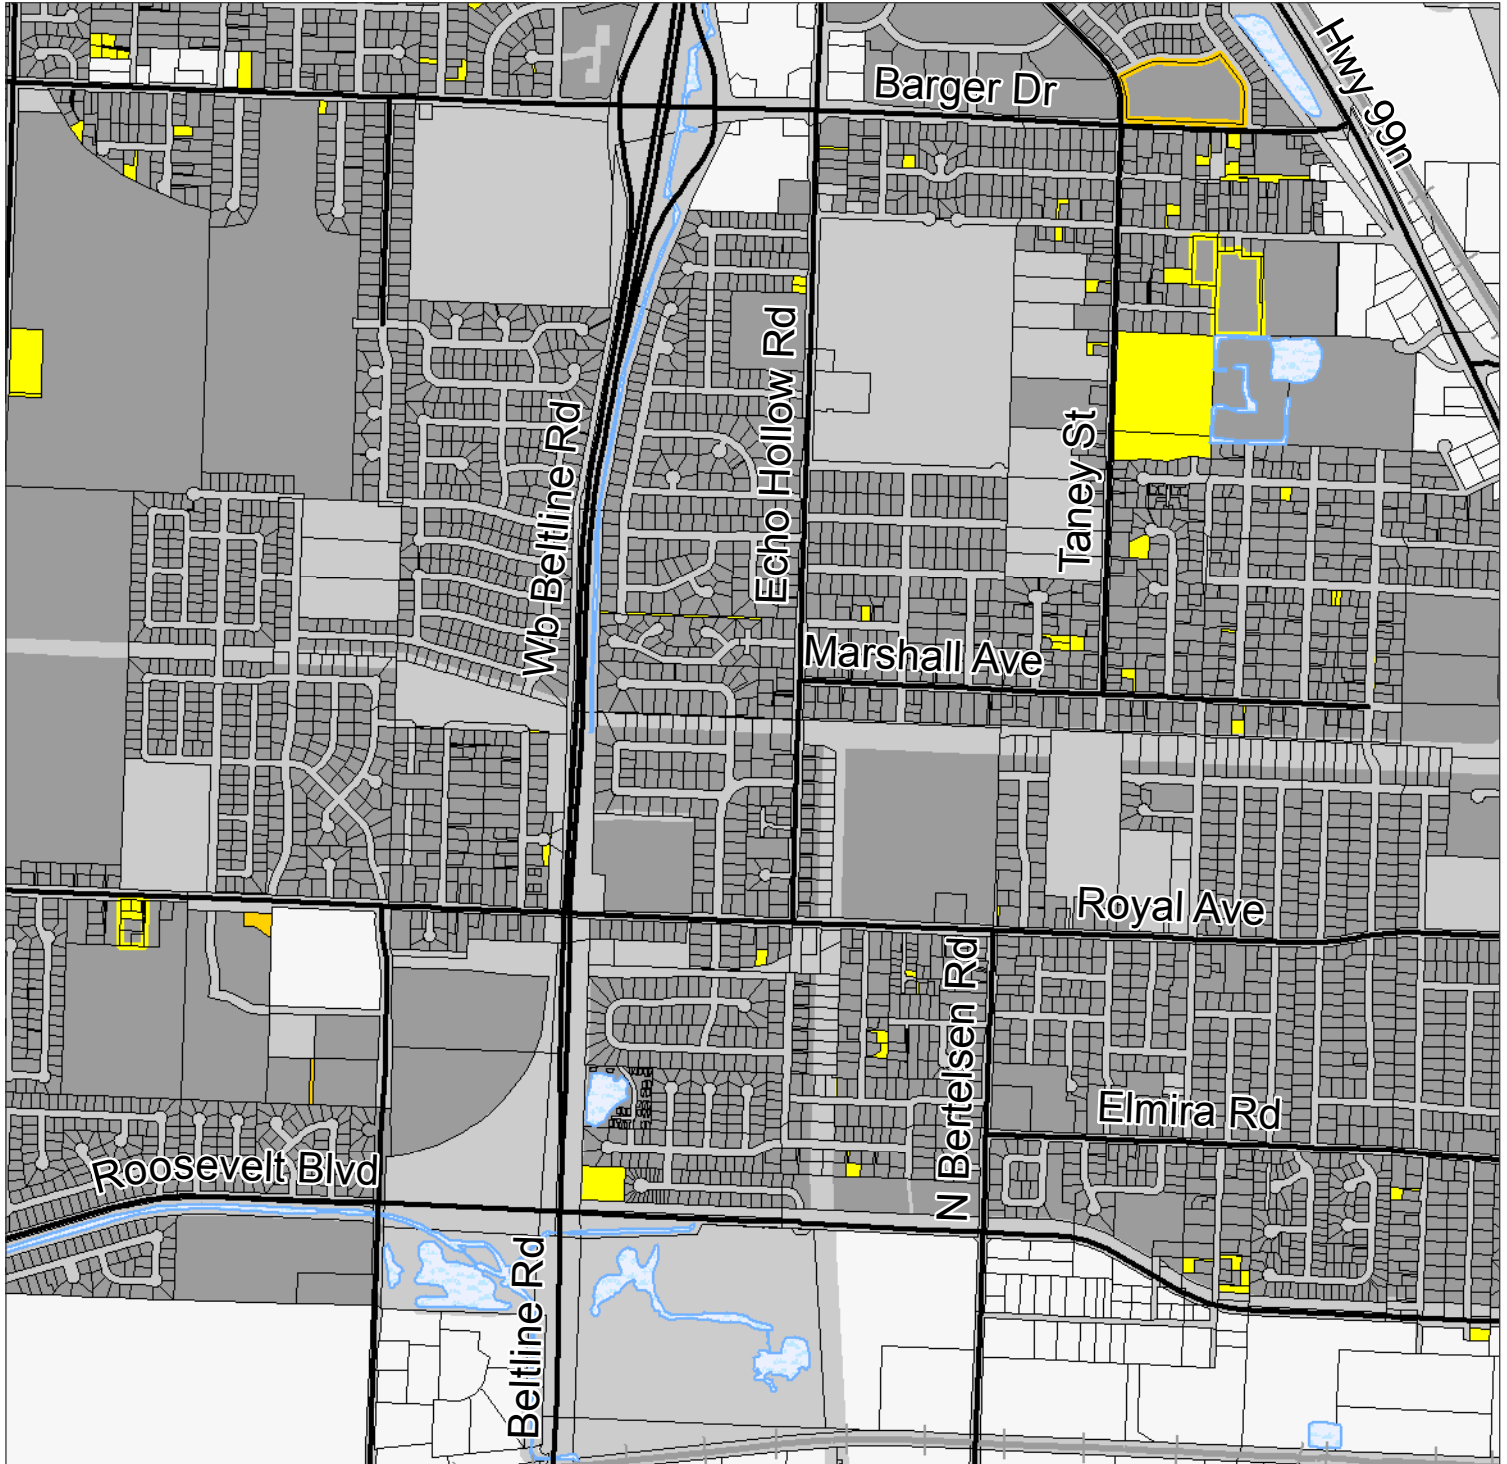 Barger Dr
Hwy 99n
Echo Hollow Rd
Wb Beltline Rd
Taney St
Marshall Ave
Royal Ave
N Bertelsen Rd
Elmira Rd
Roosevelt Blvd
Beltline Rd